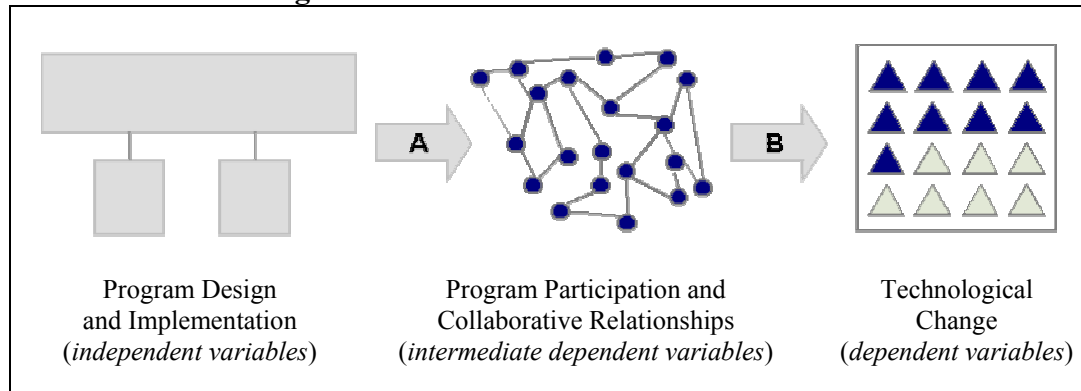 A
B
Program Design
and Implementation
(independent variables)
Program Participation and
Collaborative Relationships
(intermediate dependent variables)
Technological
Change
(dependent variables)